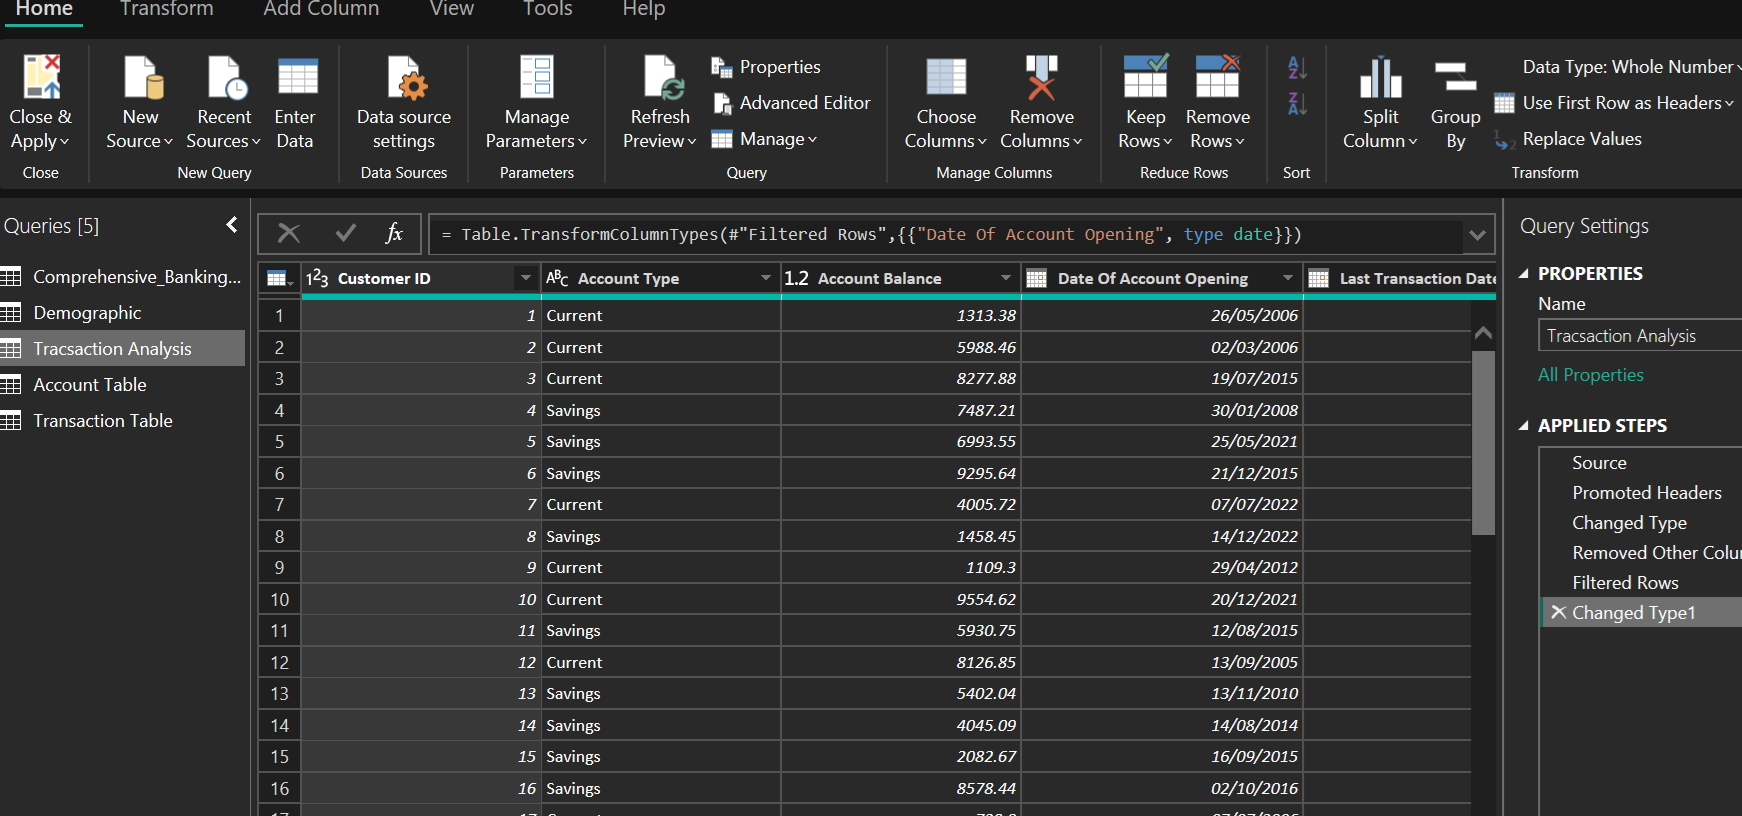 Home Transform Add Column View Tools Help
Close & Apply
New Source
Recent Sources
Enter Data
Data source settings
Manage Parameters
Refresh Preview
Properties
Advanced Editor
Manage
Choose Columns
Remove Columns
Keep Rows
Remove Rows
Split Column
Group By
Data Type: Whole Number
Use First Row as Headers
Replace Values
Close New Query Data Sources Parameters Query Manage Columns Reduce Rows Sort Transform
Queries [5]
Comprehensive_Banking...
Demographic
Tracsaction Analysis
Account Table
Transaction Table
fx = Table.TransformColumnTypes(#"Filtered Rows",{{"Date Of Account Opening", type date}})
123 Customer ID ABC Account Type 1.2 Account Balance Date Of Account Opening Last Transaction Date
1 1 Current 1313.38 26/05/2006
2 2 Current 5988.46 02/03/2006
3 3 Current 8277.88 19/07/2015
4 4 Savings 7487.21 30/01/2008
5 5 Savings 6993.55 25/05/2021
6 6 Savings 9295.64 21/12/2015
7 7 Current 4005.72 07/07/2022
8 8 Savings 1458.45 14/12/2022
9 9 Current 1109.3 29/04/2012
10 10 Current 9554.62 20/12/2021
11 11 Savings 5930.75 12/08/2015
12 12 Current 8126.85 13/09/2005
13 13 Savings 5402.04 13/11/2010
14 14 Savings 4045.09 14/08/2014
15 15 Savings 2082.67 16/09/2015
16 16 Savings 8578.44 02/10/2016
Query Settings
PROPERTIES
Name
Tracsaction Analysis
All Properties
APPLIED STEPS
Source
Promoted Headers
Changed Type
Removed Other Colu
Filtered Rows
Changed Type1